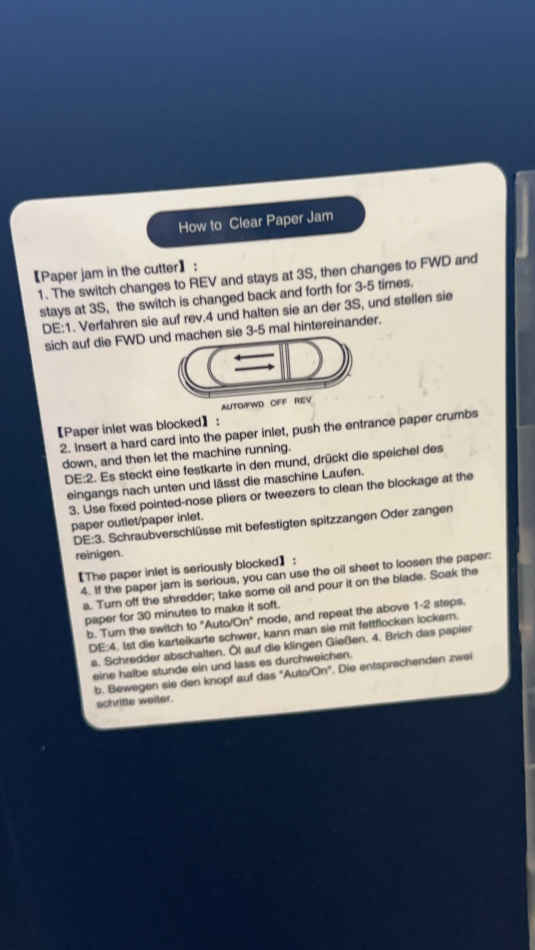 How to Clear Paper Jam
【Paper jam in the cutter】:
1. The switch changes to REV and stays at 3S, then changes to FWD and
stays at 3S, the switch is changed back and forth for 3-5 times.
DE:1. Verfahren sie auf rev.4 und halten sie an der 3S, und stellen sie
sich auf die FWD und machen sie 3-5 mal hintereinander.
AUTO/FWD OFF REV
【Paper inlet was blocked】:
2. Insert a hard card into the paper inlet, push the entrance paper crumbs
down, and then let the machine running.
DE:2. Es steckt eine festkarte in den mund, drückt die speichel des
eingangs nach unten und lässt die maschine Laufen.
3. Use fixed pointed-nose pliers or tweezers to clean the blockage at the
paper outlet/paper inlet.
DE:3. Schraubverschlüsse mit befestigten spitzzangen Oder zangen
reinigen.
【The paper inlet is seriously blocked】:
4. If the paper jam is serious, you can use the oil sheet to loosen the paper:
a. Turn off the shredder; take some oil and pour it on the blade. Soak the
paper for 30 minutes to make it soft.
b. Turn the switch to "Auto/On" mode, and repeat the above 1-2 steps.
DE:4. Ist die karteikarte schwer, kann man sie mit fettflocken lockern.
a. Schredder abschalten. Öl auf die klingen Gießen. 4. Brich das papier
eine halbe stunde ein und lass es durchweichen.
b. Bewegen sie den knopf auf das "Auto/On". Die entsprechenden zwei
schritte weiter.